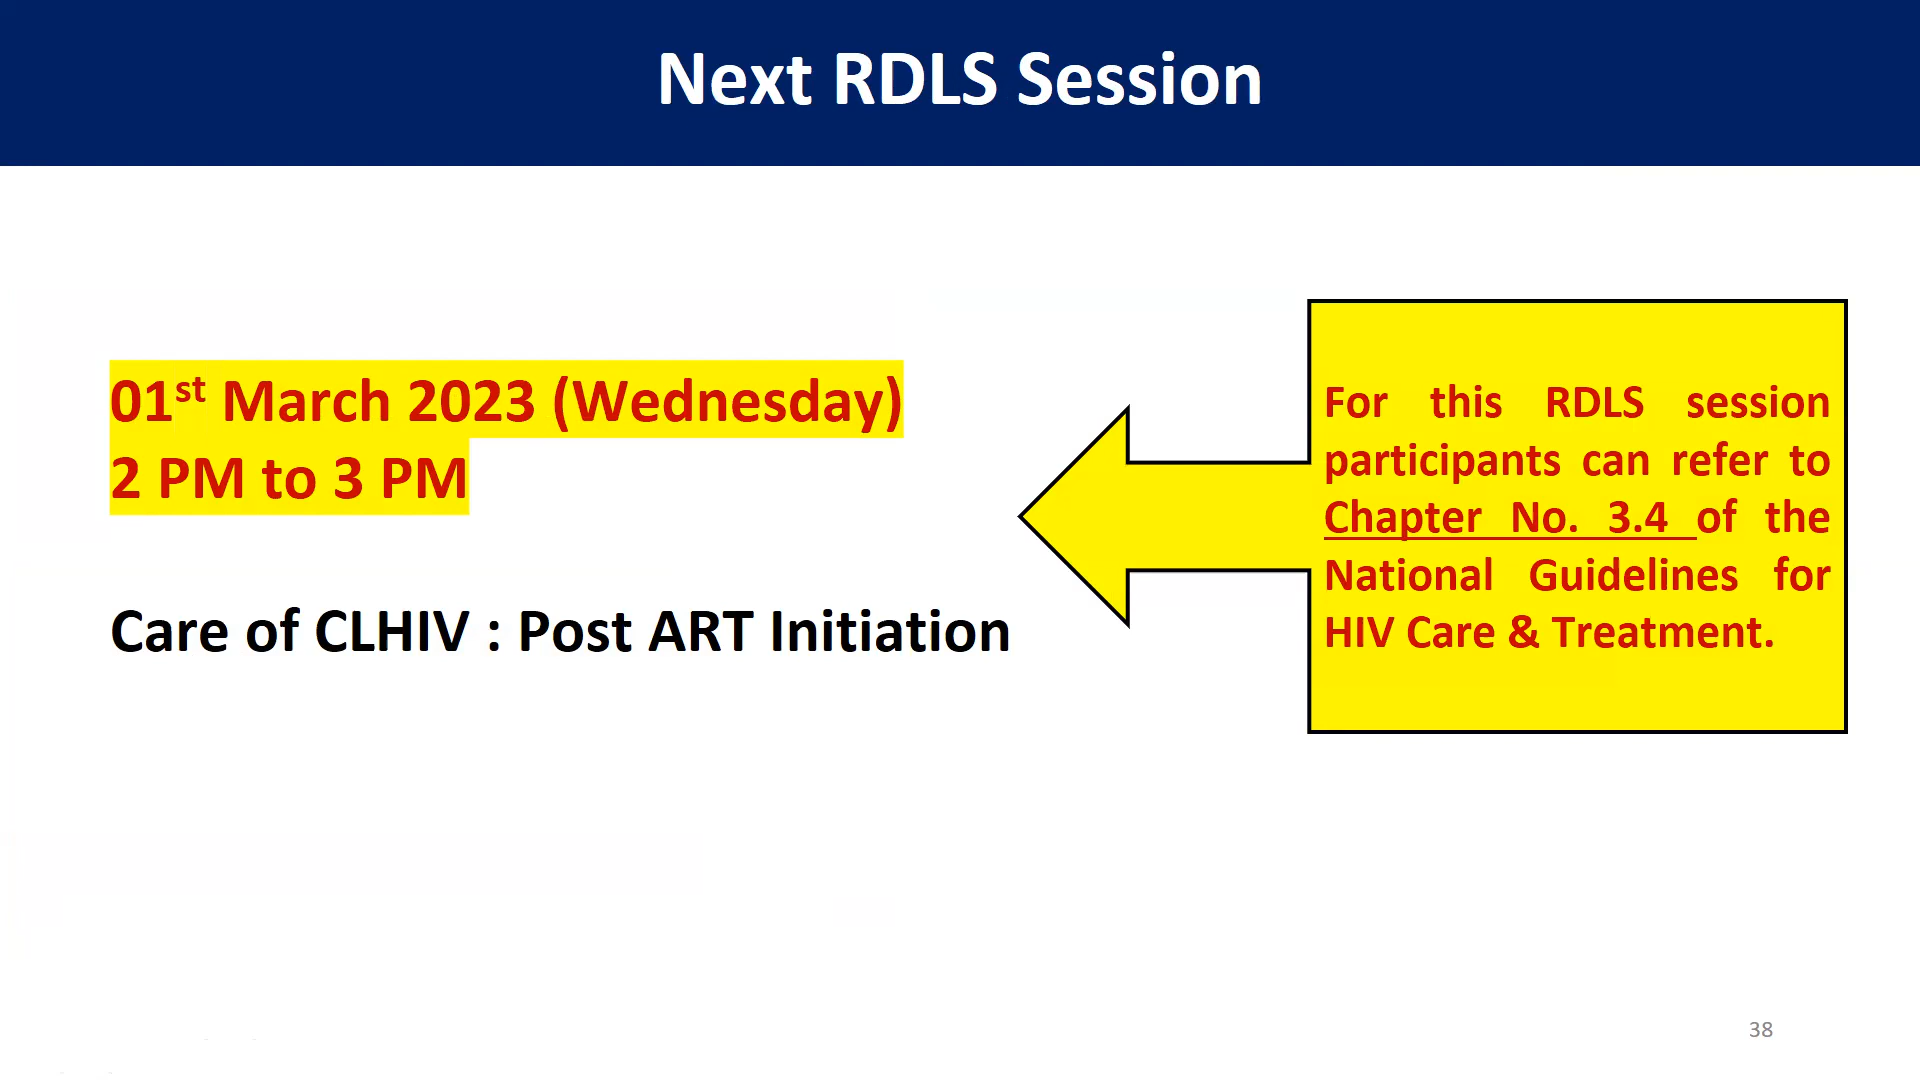 Next RDLS Session
01st March 2023 (Wednesday)
2 PM to 3 PM
Care of CLHIV : Post ART Initiation
For this RDLS session
participants can refer to
Chapter No. 3.4 of the
National Guidelines for
HIV Care & Treatment.
38